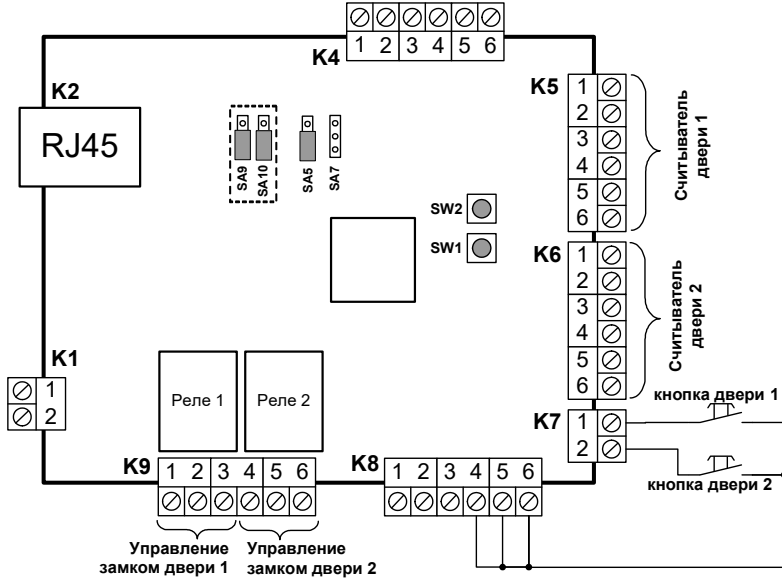 1 2 3 4 5 6
K4
K2
RJ45
SA9
SA10
SA5
SA7
SW2
SW1
K5
1
2
3
4
5
6
Считыватель
двери 1
K6
1
2
3
4
5
6
Считыватель
двери 2
K1
1
2
Реле 1
Реле 2
K7
1
2
кнопка двери 1
кнопка двери 2
K9
1 2 3 4 5 6
K8
1 2 3 4 5 6
Управление
замком двери 1
Управление
замком двери 2